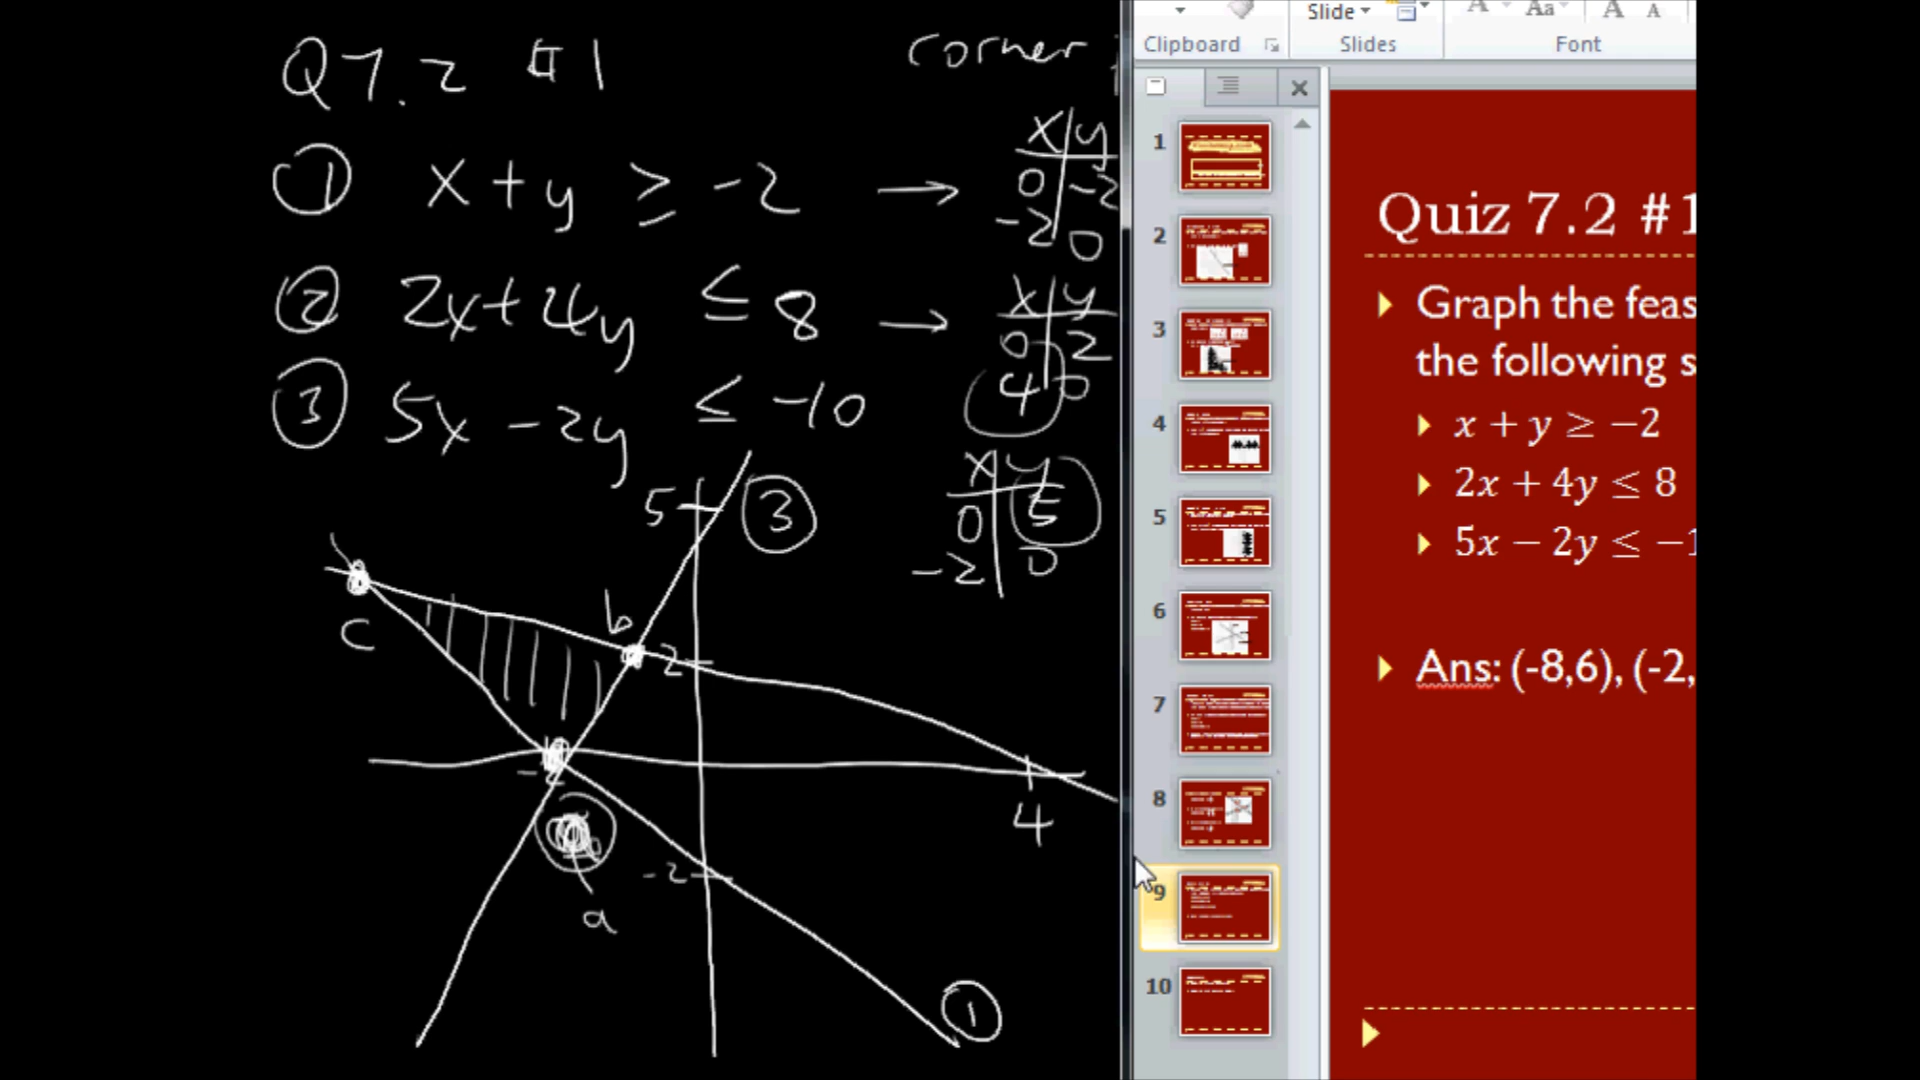 Q7.2 #1
corner
① x + y ≥ -2 →
x | y
0 | -2
-2 | 0
② 2x + 4y ≤ 8 →
x | y
0 | 2
4 | 0
③ 5x - 2y ≤ -10
x | y
0 | 5
-2 | 0
5
③
c
b
2
-2
4
a
-2
①
Slide
Clipboard
Slides
Font
Aa
A
A
1
2
3
4
5
6
7
8
9
10
Quiz 7.2 #1
Graph the feas
the following s
x + y ≥ −2
2x + 4y ≤ 8
5x − 2y ≤ −1
Ans: (-8,6), (-2,